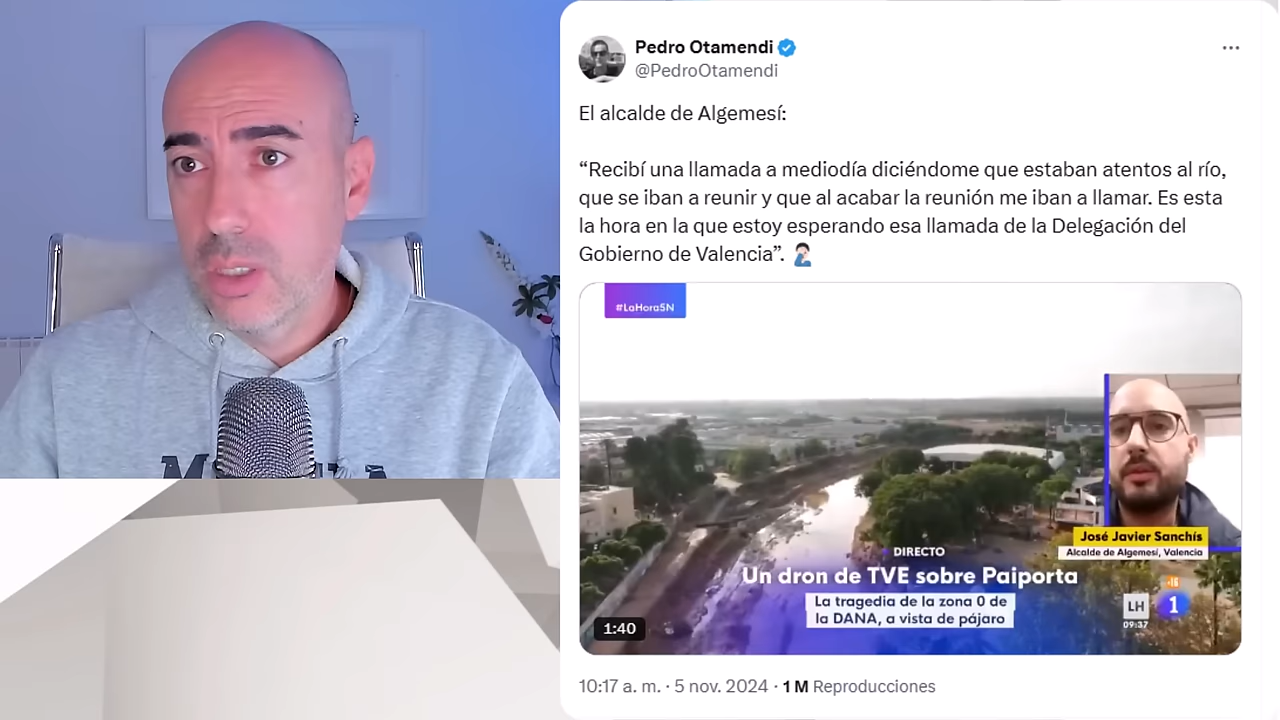 Pedro Otamendi
@PedroOtamendi
El alcalde de Algemesí:
“Recibí una llamada a mediodía diciéndome que estaban atentos al río,
que se iban a reunir y que al acabar la reunión me iban a llamar. Es esta
la hora en la que estoy esperando esa llamada de la Delegación del
Gobierno de Valencia”. 🤦🏻‍♂️
#LaHora5N
José Javier Sanchís
Alcalde de Algemesí, Valencia
DIRECTO
Un dron de TVE sobre Paiporta
La tragedia de la zona 0 de
la DANA, a vista de pájaro
LH
09:37
1
1:40
10:17 a. m. · 5 nov. 2024 · 1 M Reproducciones